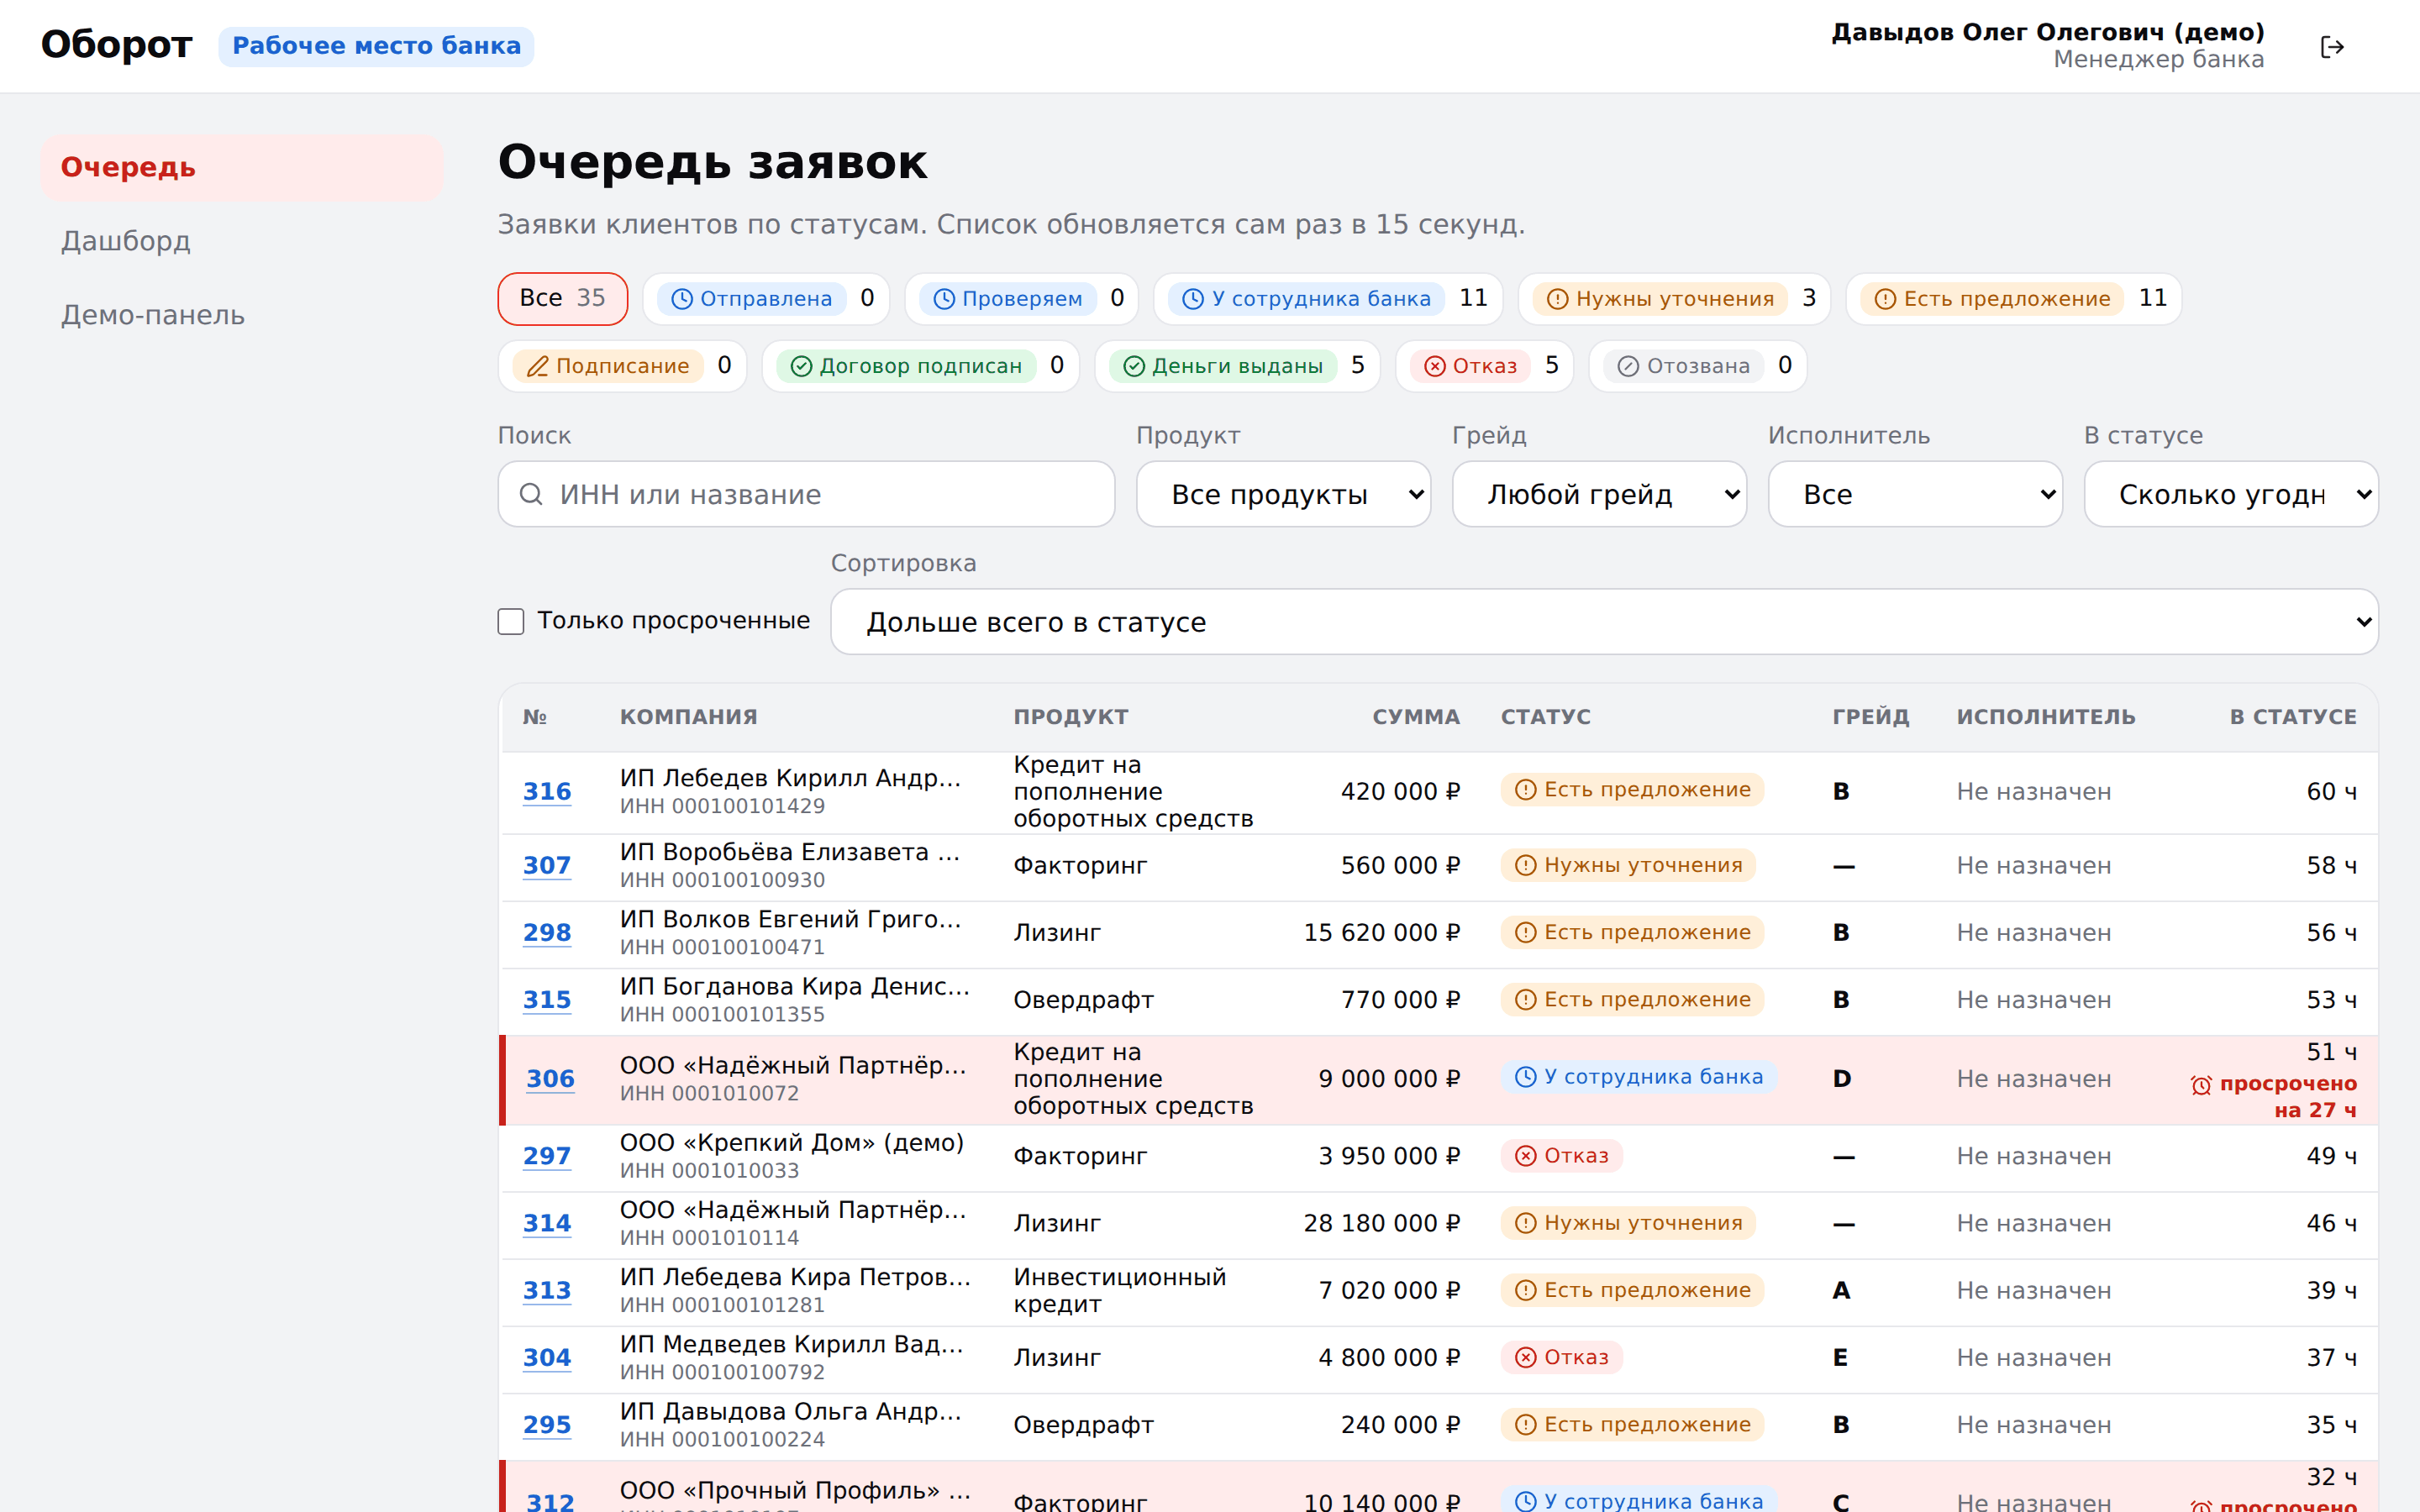 Оборот
Рабочее место банка
Давыдов Олег Олегович (демо)
Менеджер банка
Очередь
Дашборд
Демо-панель
Очередь заявок
Заявки клиентов по статусам. Список обновляется сам раз в 15 секунд.
Все 35
Отправлена 0
Проверяем 0
У сотрудника банка 11
Нужны уточнения 3
Есть предложение 11
Подписание 0
Договор подписан 0
Деньги выданы 5
Отказ 5
Отозвана 0
Поиск
ИНН или название
Продукт
Все продукты
Грейд
Любой грейд
Исполнитель
Все
В статусе
Сколько угодн
Только просроченные
Сортировка
Дольше всего в статусе
№ КОМПАНИЯ ПРОДУКТ СУММА СТАТУС ГРЕЙД ИСПОЛНИТЕЛЬ В СТАТУСЕ
316
ИП Лебедев Кирилл Андр…
ИНН 000100101429
Кредит на
пополнение
оборотных средств
420 000 ₽
Есть предложение
B
Не назначен
60 ч
307
ИП Воробьёва Елизавета …
ИНН 000100100930
Факторинг
560 000 ₽
Нужны уточнения
—
Не назначен
58 ч
298
ИП Волков Евгений Григо…
ИНН 000100100471
Лизинг
15 620 000 ₽
Есть предложение
B
Не назначен
56 ч
315
ИП Богданова Кира Денис…
ИНН 000100101355
Овердрафт
770 000 ₽
Есть предложение
B
Не назначен
53 ч
306
ООО «Надёжный Партнёр…
ИНН 0001010072
Кредит на
пополнение
оборотных средств
9 000 000 ₽
У сотрудника банка
D
Не назначен
51 ч
просрочено
на 27 ч
297
ООО «Крепкий Дом» (демо)
ИНН 0001010033
Факторинг
3 950 000 ₽
Отказ
—
Не назначен
49 ч
314
ООО «Надёжный Партнёр…
ИНН 0001010114
Лизинг
28 180 000 ₽
Нужны уточнения
—
Не назначен
46 ч
313
ИП Лебедева Кира Петров…
ИНН 000100101281
Инвестиционный
кредит
7 020 000 ₽
Есть предложение
A
Не назначен
39 ч
304
ИП Медведев Кирилл Вад…
ИНН 000100100792
Лизинг
4 800 000 ₽
Отказ
E
Не назначен
37 ч
295
ИП Давыдова Ольга Андр…
ИНН 000100100224
Овердрафт
240 000 ₽
Есть предложение
B
Не назначен
35 ч
312
ООО «Прочный Профиль» …
Факторинг
10 140 000 ₽
У сотрудника банка
C
Не назначен
32 ч
просрочено